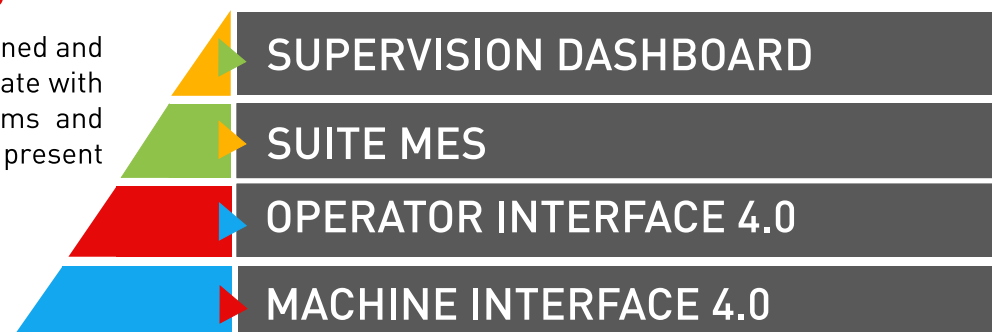 ned and
ate with
ms and
present
SUPERVISION DASHBOARD
SUITE MES
OPERATOR INTERFACE 4.0
MACHINE INTERFACE 4.0